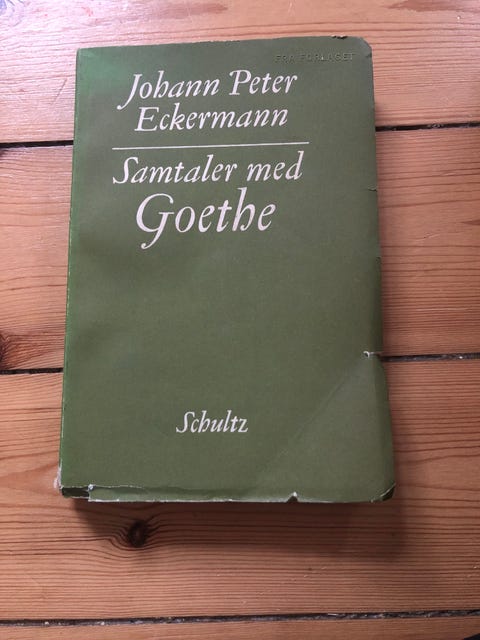 FRA FORLAGET
Johann Peter
Eckermann
Samtaler med
Goethe
Schultz